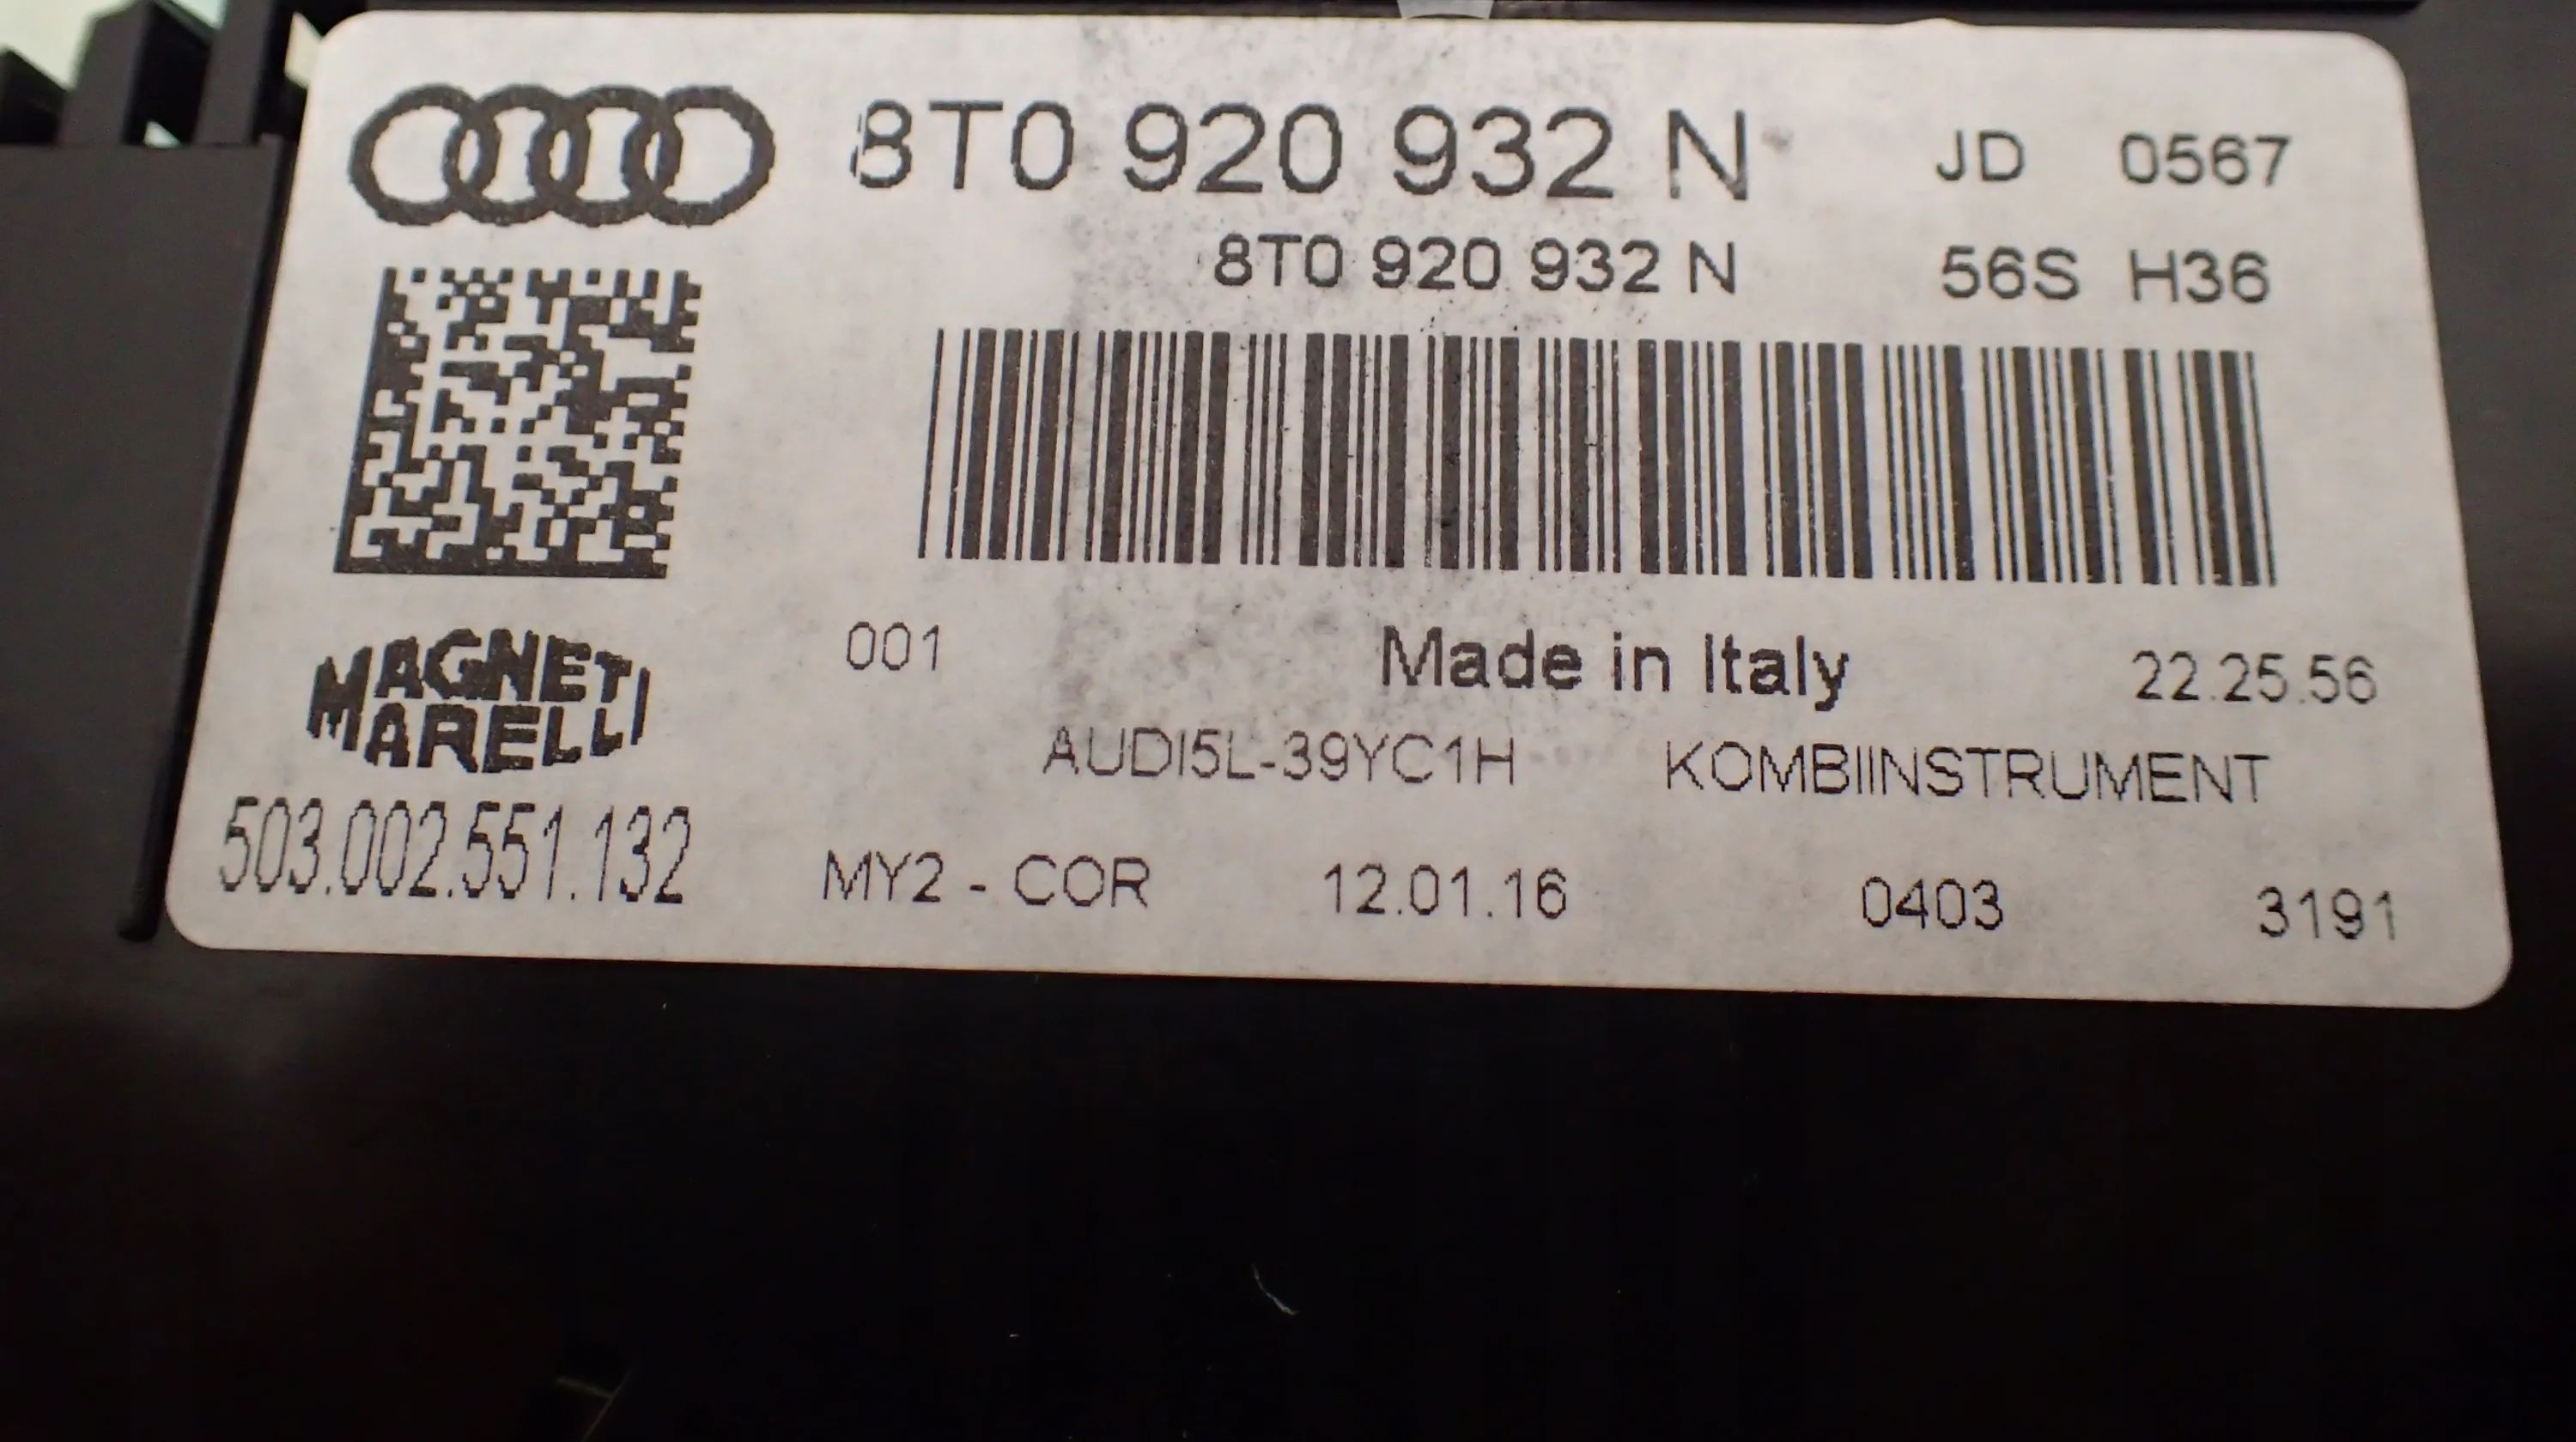 8T0 920 932 N JD 0567
8T0 920 932 N 56S H36
001 Made in Italy 22.25.56
MAGNETI
MARELLI
AUDI5L-39YC1H KOMBIINSTRUMENT
503.002.551.132 MY2 - COR 12.01.16 0403 3191